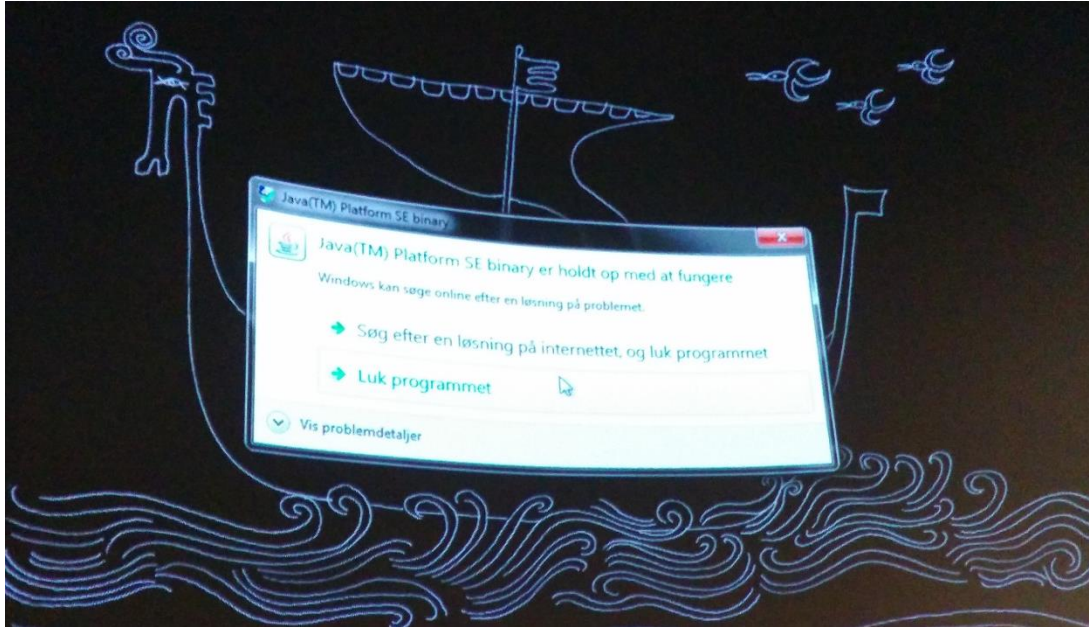 Java(TM) Platform SE binary
Java(TM) Platform SE binary er holdt op med at fungere
Windows kan søge online efter en løsning på problemet.
Søg efter en løsning på internettet, og luk programmet
Luk programmet
Vis problemdetaljer